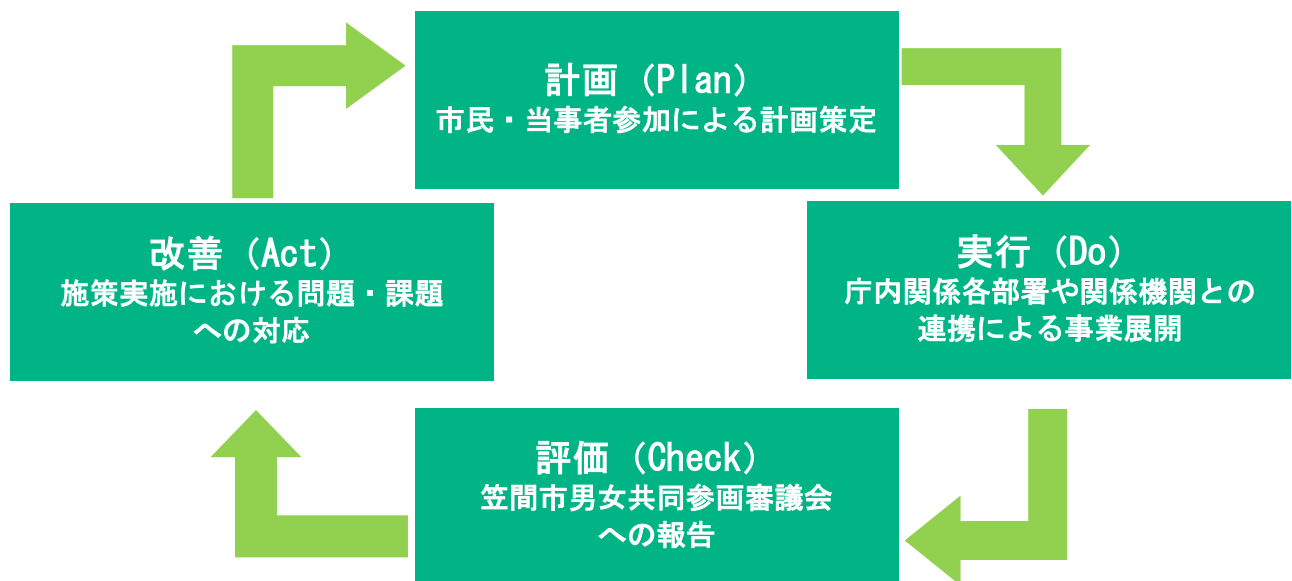 計画（Plan）
市民・当事者参加による計画策定
改善（Act）
施策実施における問題・課題
への対応
実行（Do）
庁内関係各部署や関係機関との
連携による事業展開
評価（Check）
笠間市男女共同参画審議会
への報告